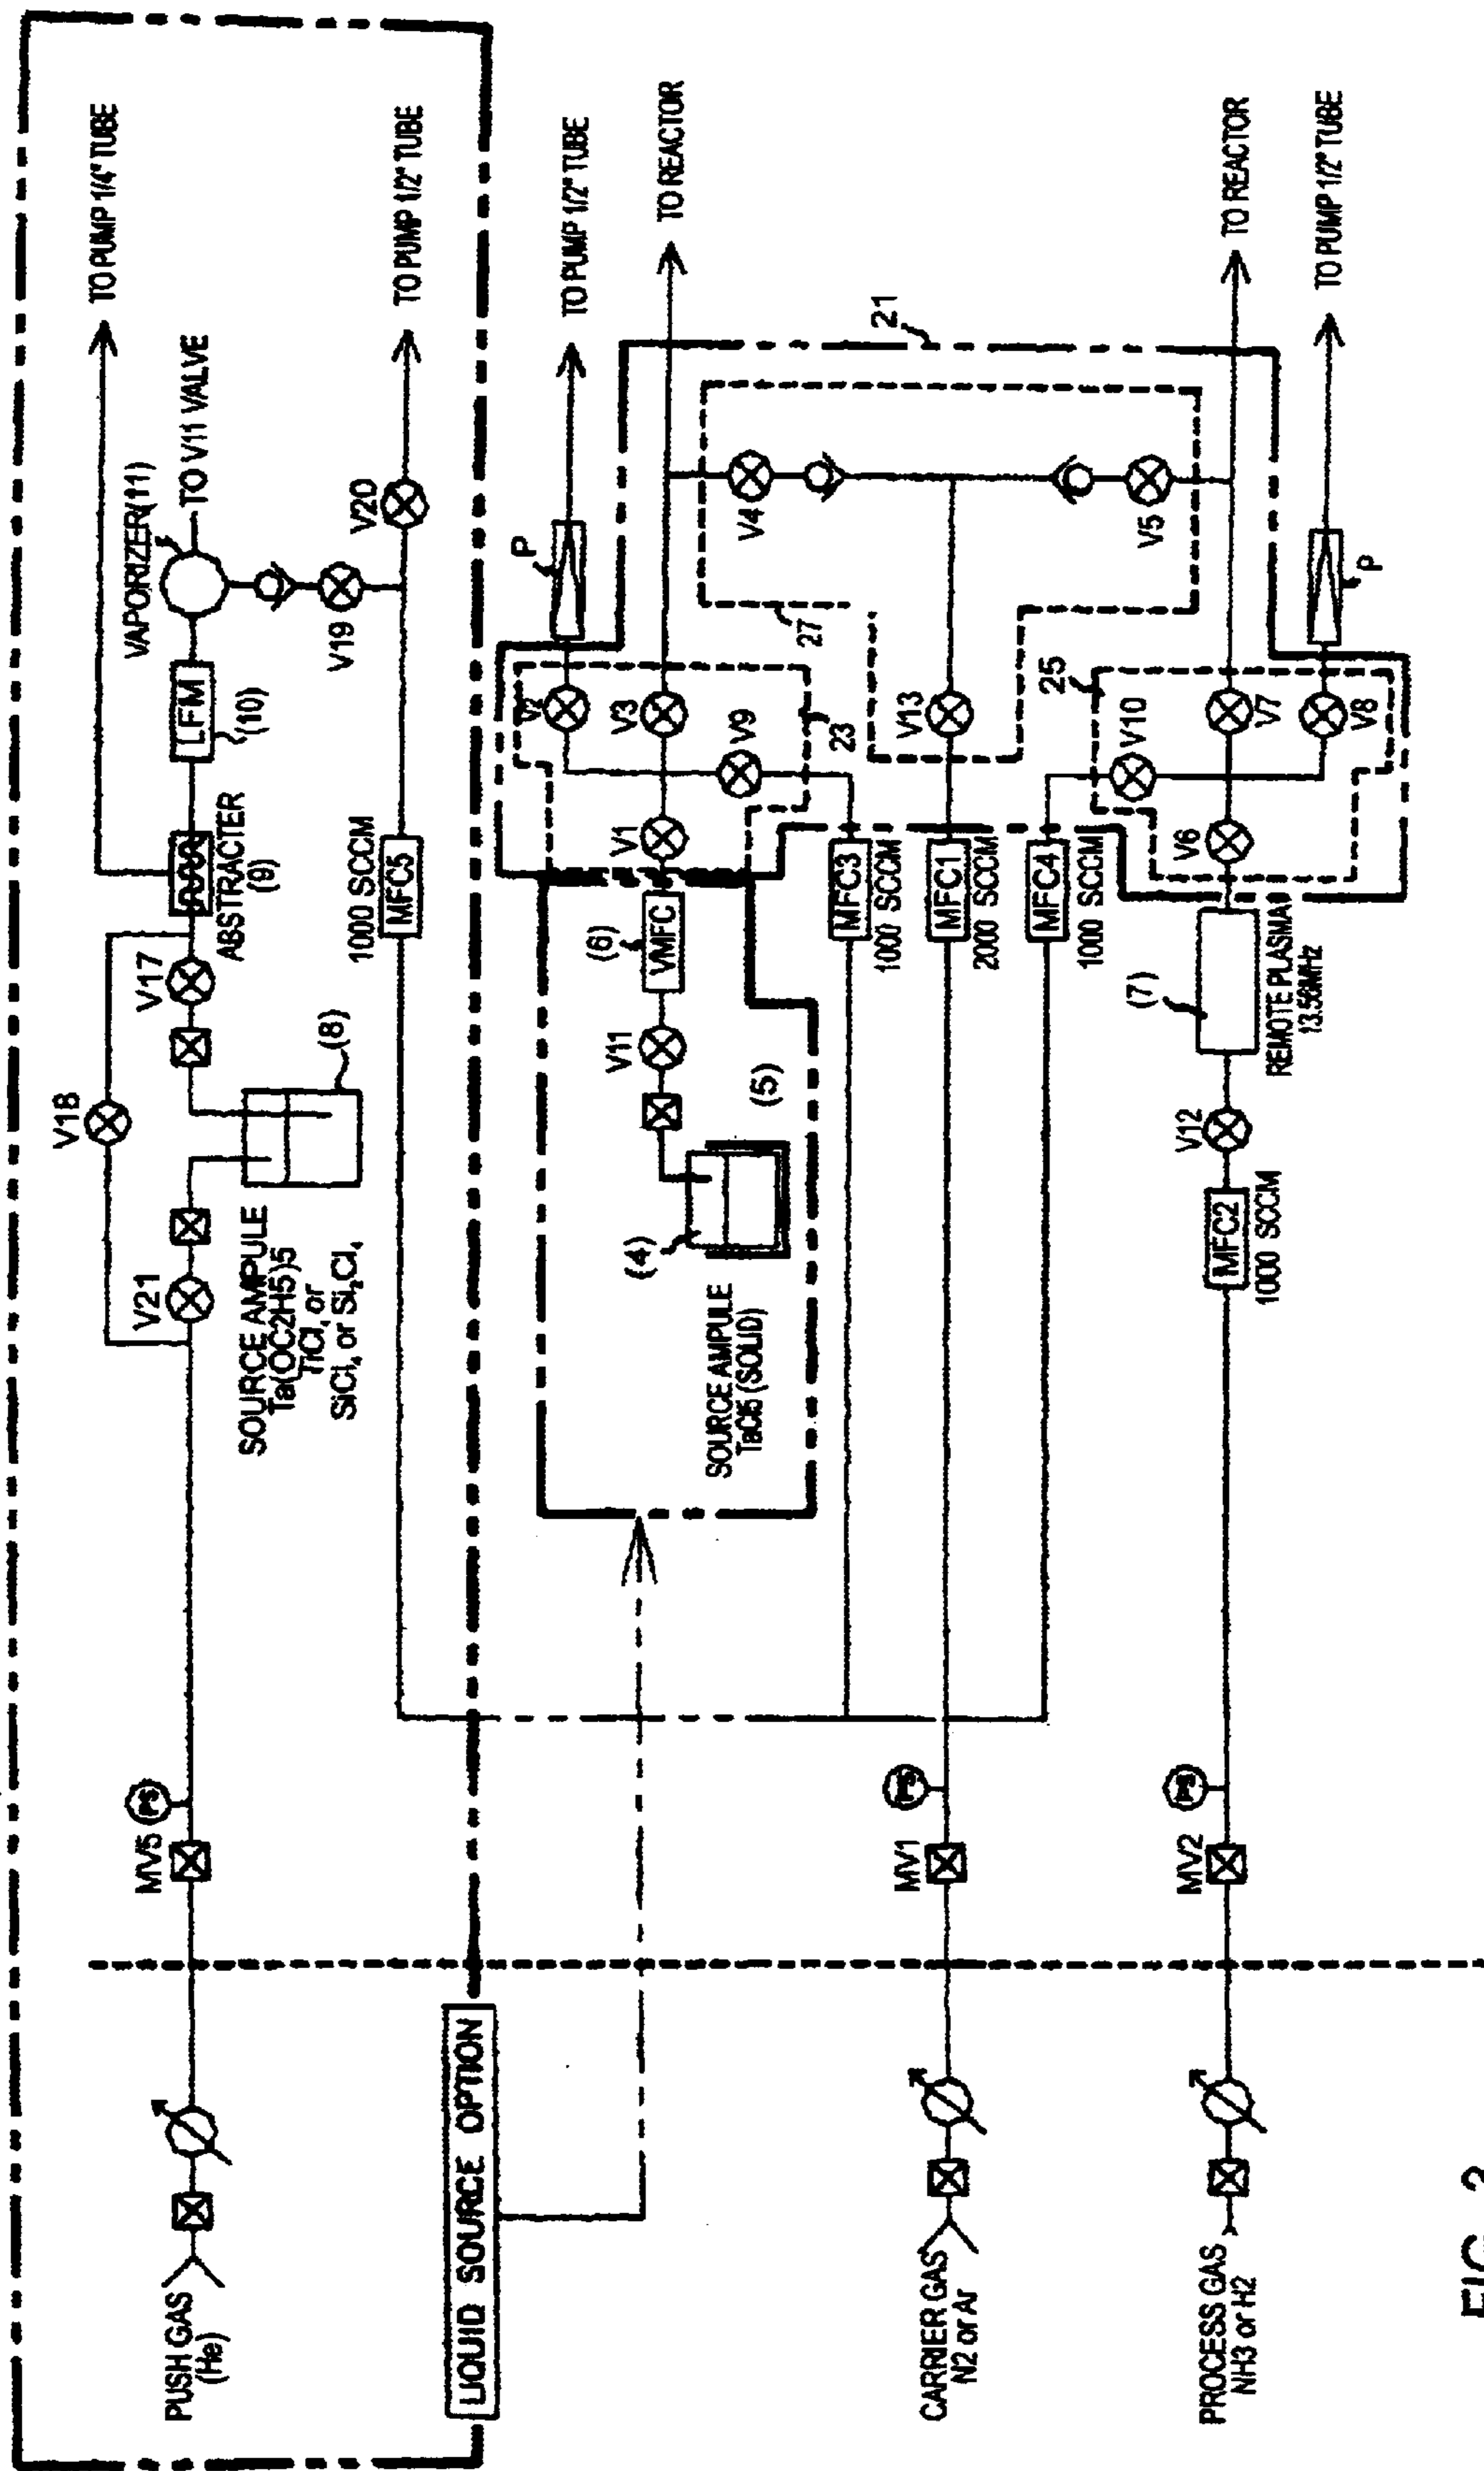 PUSH GAS
(He)
MV5
PS
V21
V18
V17
SOURCE AMPULE
Ta(OC2H5)5
TiCl4 or
SiCl4 or Si2Cl4
(8)
ABSTRACTER
(9)
TO PUMP 1/4" TUBE
LFM
(10)
VAPORIZER(11)
TO V11 VALVE
V19
V20
TO PUMP 1/2" TUBE
1000 SCCM
MFC5
LIQUID SOURCE OPTION
SOURCE AMPULE
TaCl5 (SOLID)
(4)
(5)
V11
(6)
VMFC
V1
V2
V3
V9
23
P
TO PUMP 1/2" TUBE
TO REACTOR
21
V4
V5
27
V13
25
CARRIER GAS
N2 or Ar
MV1
PS
MFC3
1000 SCCM
MFC1
2000 SCCM
MFC4
1000 SCCM
PROCESS GAS
NH3 or H2
MV2
PS
MFC2
1000 SCCM
V12
(7)
REMOTE PLASMA
13.56MHz
V6
V10
V7
V8
P
TO REACTOR
TO PUMP 1/2" TUBE